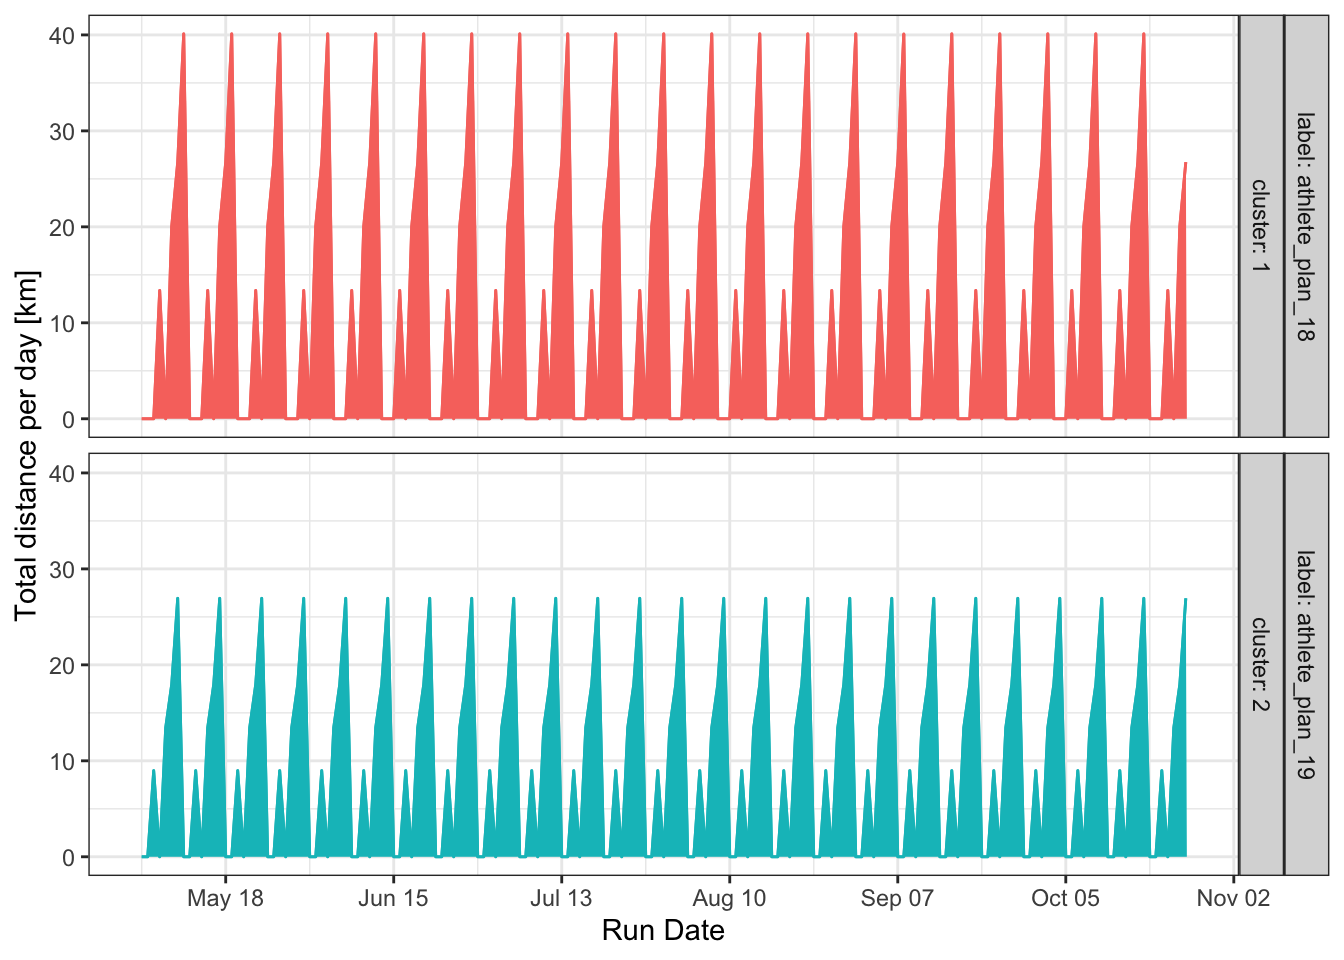 Total distance per day [km]
40
30
20
10
0
cluster: 1
label: athlete_plan_18
40
30
20
10
0
cluster: 2
label: athlete_plan_19
May 18
Jun 15
Jul 13
Aug 10
Sep 07
Oct 05
Nov 02
Run Date